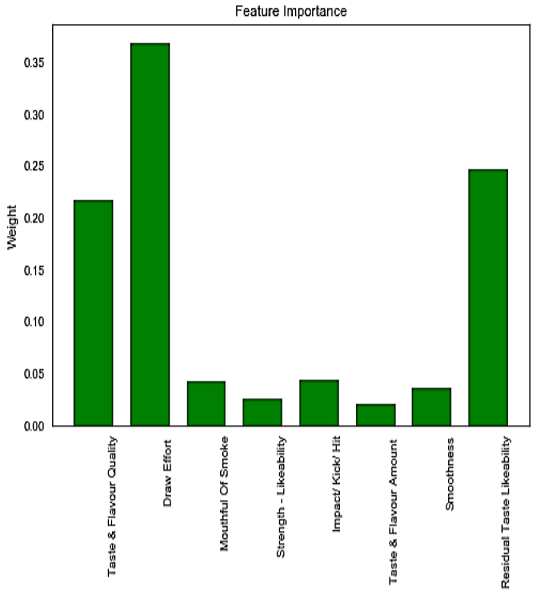 Feature Importance
Weight
0.35
0.30
0.25
0.20
0.15
0.10
0.05
0.00
Taste & Flavour Quality
Draw Effort
Mouthful Of Smoke
Strength - Likeability
Impact/ Kick/ Hit
Taste & Flavour Amount
Smoothness
Residual Taste Likeability